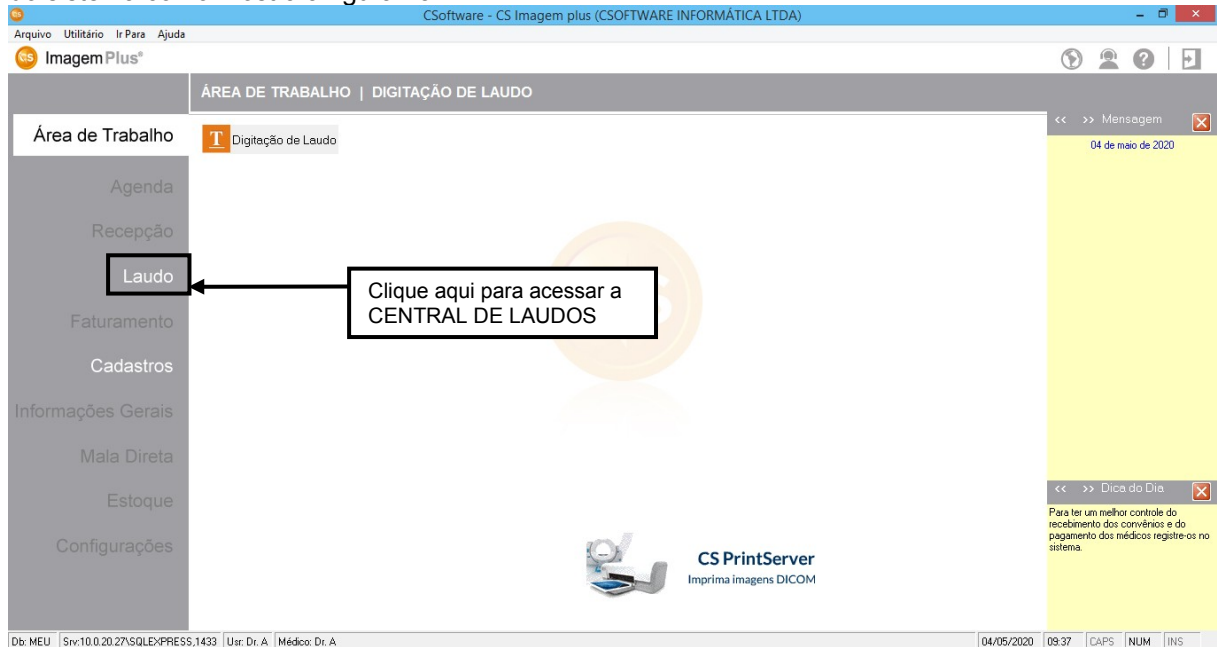 CSoftware - CS Imagem plus (CSOFTWARE INFORMÁTICA LTDA)
Arquivo Utilitário Ir Para Ajuda
cs Imagem Plus®
ÁREA DE TRABALHO | DIGITAÇÃO DE LAUDO
<< >> Mensagem
04 de maio de 2020
Área de Trabalho
T Digitação de Laudo
Agenda
Recepção
Laudo
Clique aqui para acessar a
CENTRAL DE LAUDOS
Faturamento
Cadastros
Informações Gerais
Mala Direta
Estoque
Configurações
CS PrintServer
Imprima imagens DICOM
<< >> Dica do Dia
Para ter um melhor controle do
recebimento dos convênios e do
pagamento dos médicos registre-os no
sistema.
Db: MEU Srv:10.0.20.27\SQLEXPRESS,1433 Usr: Dr. A Médico: Dr. A 04/05/2020 09:37 CAPS NUM INS